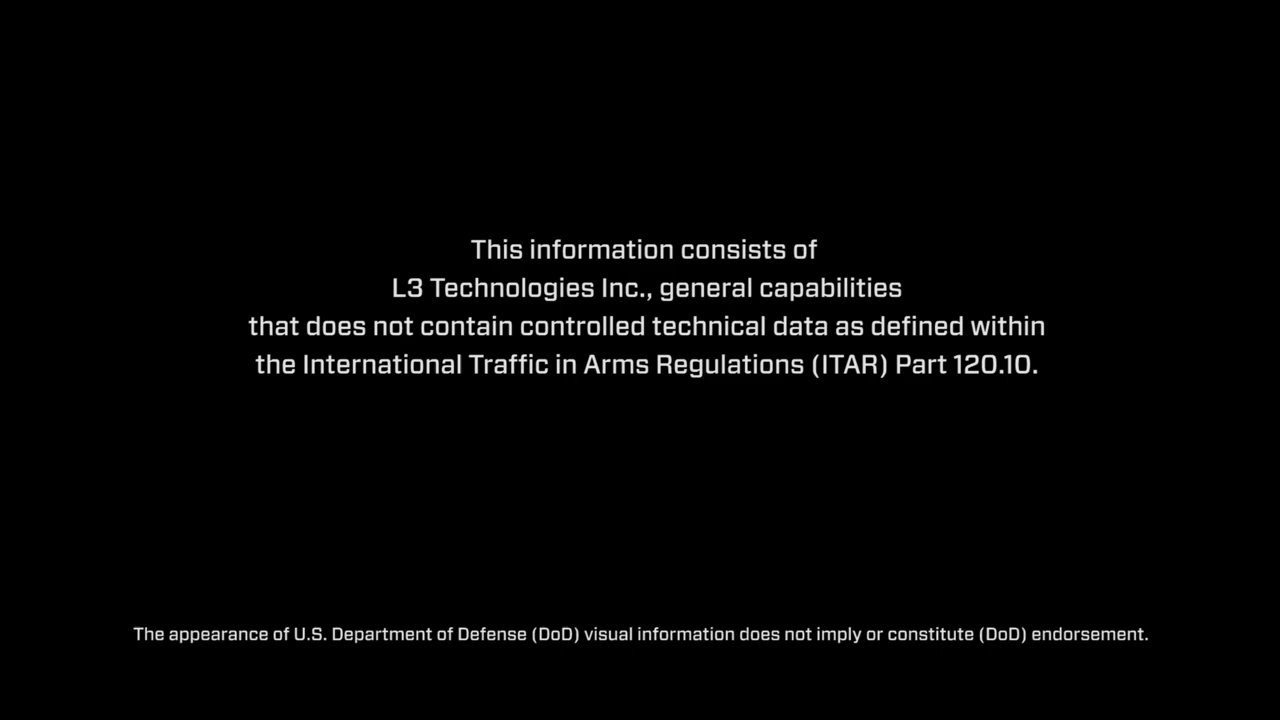 This information consists of
L3 Technologies Inc., general capabilities
that does not contain controlled technical data as defined within
the International Traffic in Arms Regulations (ITAR) Part 120.10.
The appearance of U.S. Department of Defense (DoD) visual information does not imply or constitute (DoD) endorsement.